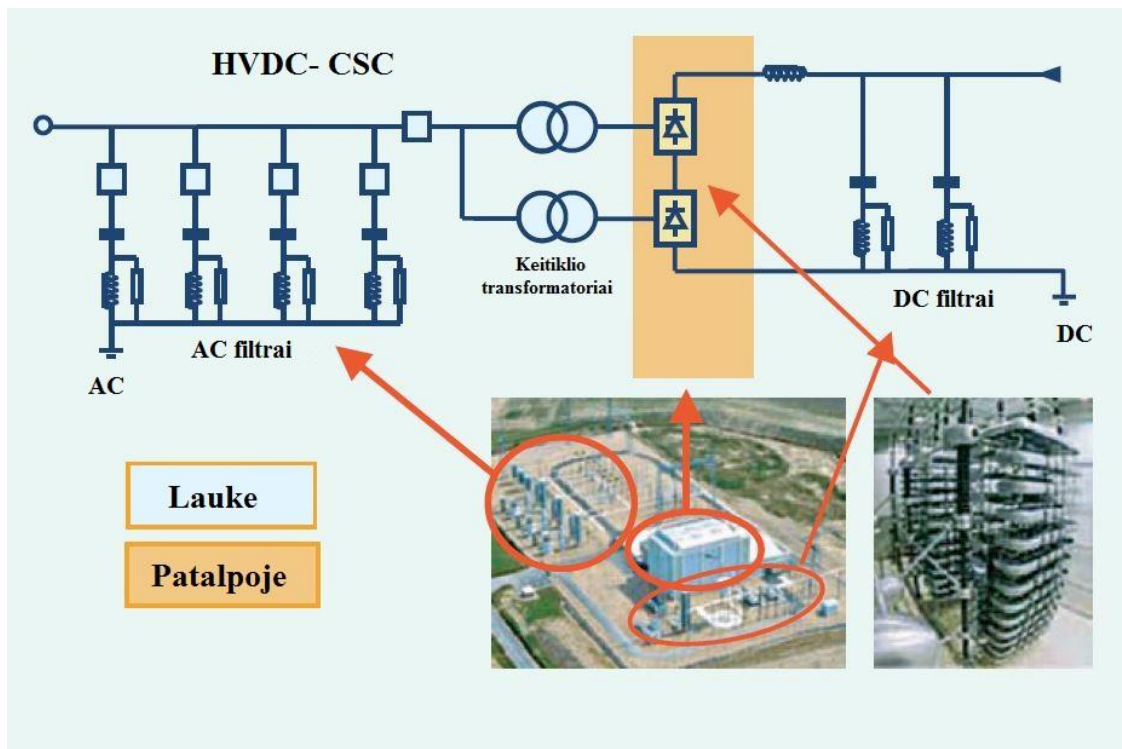 HVDC- CSC
Keitiklio
transformatoriai
AC filtrai
DC filtrai
AC
DC
Lauke
Patalpoje